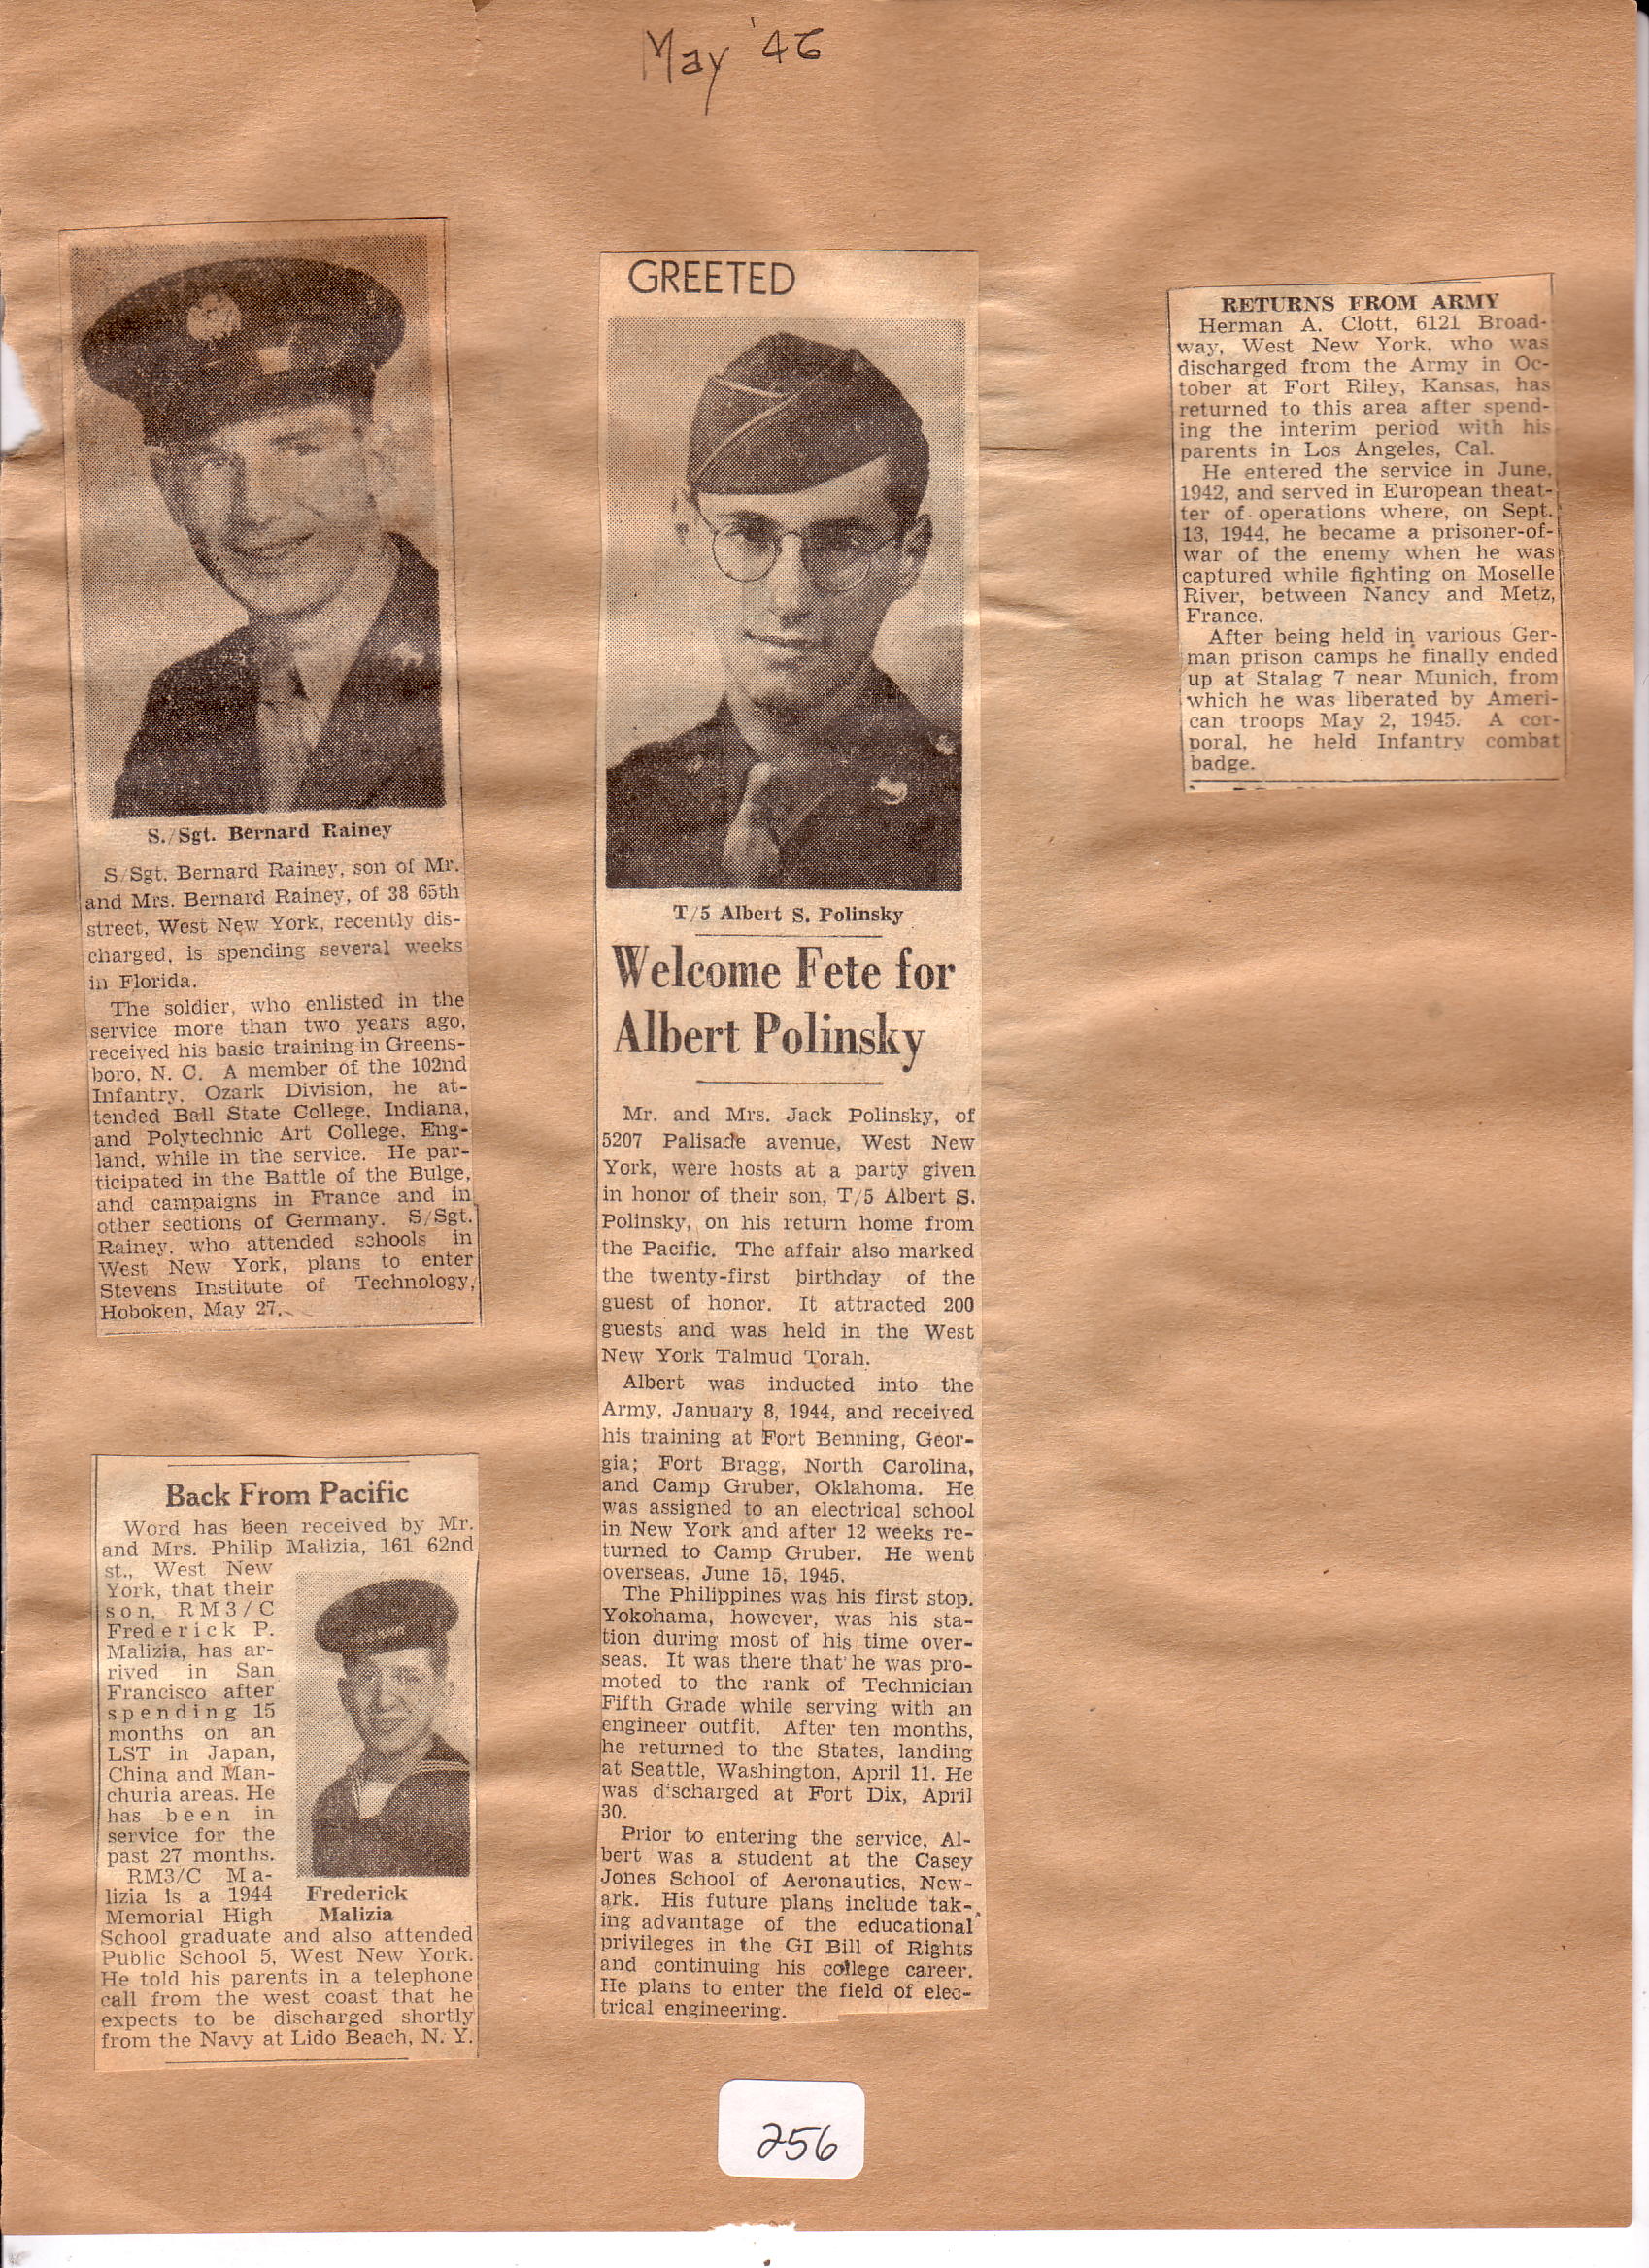 May '46
S./Sgt. Bernard Rainey
S/Sgt. Bernard Rainey, son of Mr.
and Mrs. Bernard Rainey, of 38 65th
street, West New York, recently dis-
charged, is spending several weeks
in Florida.
The soldier, who enlisted in the
service more than two years ago,
received his basic training in Greens-
boro, N. C. A member of the 102nd
Infantry, Ozark Division, he at-
tended Ball State College, Indiana,
and Polytechnic Art College, Eng-
land, while in the service. He par-
ticipated in the Battle of the Bulge,
and campaigns in France and in
other sections of Germany. S/Sgt.
Rainey, who attended schools in
West New York, plans to enter
Stevens Institute of Technology,
Hoboken, May 27.
Back From Pacific
Word has been received by Mr.
and Mrs. Philip Malizia, 161 62nd
st., West New
York, that their
son, RM3/C
Frederick P.
Malizia, has ar-
rived in San
Francisco after
spending 15
months on an
LST in Japan,
China and Man-
churia areas. He
has been in
service for the
past 27 months.
RM3/C Ma-
lizia is a 1944
Memorial High
Frederick
Malizia
School graduate and also attended
Public School 5, West New York.
He told his parents in a telephone
call from the west coast that he
expects to be discharged shortly
from the Navy at Lido Beach, N. Y.
GREETED
T/5 Albert S. Polinsky
Welcome Fete for
Albert Polinsky
Mr. and Mrs. Jack Polinsky, of
5207 Palisade avenue, West New
York, were hosts at a party given
in honor of their son, T/5 Albert S.
Polinsky, on his return home from
the Pacific. The affair also marked
the twenty-first birthday of the
guest of honor. It attracted 200
guests and was held in the West
New York Talmud Torah.
Albert was inducted into the
Army, January 8, 1944, and received
his training at Fort Benning, Geor-
gia; Fort Bragg, North Carolina,
and Camp Gruber, Oklahoma. He
was assigned to an electrical school
in New York and after 12 weeks re-
turned to Camp Gruber. He went
overseas, June 15, 1945.
The Philippines was his first stop.
Yokohama, however, was his sta-
tion during most of his time over-
seas. It was there that he was pro-
moted to the rank of Technician
Fifth Grade while serving with an
engineer outfit. After ten months,
he returned to the States, landing
at Seattle, Washington, April 11. He
was discharged at Fort Dix, April
30.
Prior to entering the service, Al-
bert was a student at the Casey
Jones School of Aeronautics, New-
ark. His future plans include tak-
ing advantage of the educational
privileges in the GI Bill of Rights
and continuing his college career.
He plans to enter the field of elec-
trical engineering.
RETURNS FROM ARMY
Herman A. Clott, 6121 Broad-
way, West New York, who was
discharged from the Army in Oc-
tober at Fort Riley, Kansas, has
returned to this area after spend-
ing the interim period with his
parents in Los Angeles, Cal.
He entered the service in June,
1942, and served in European theat-
ter of operations where, on Sept.
13, 1944, he became a prisoner-of-
war of the enemy when he was
captured while fighting on Moselle
River, between Nancy and Metz,
France.
After being held in various Ger-
man prison camps he finally ended
up at Stalag 7 near Munich, from
which he was liberated by Ameri-
can troops May 2, 1945. A cor-
poral, he held Infantry combat
badge.
256